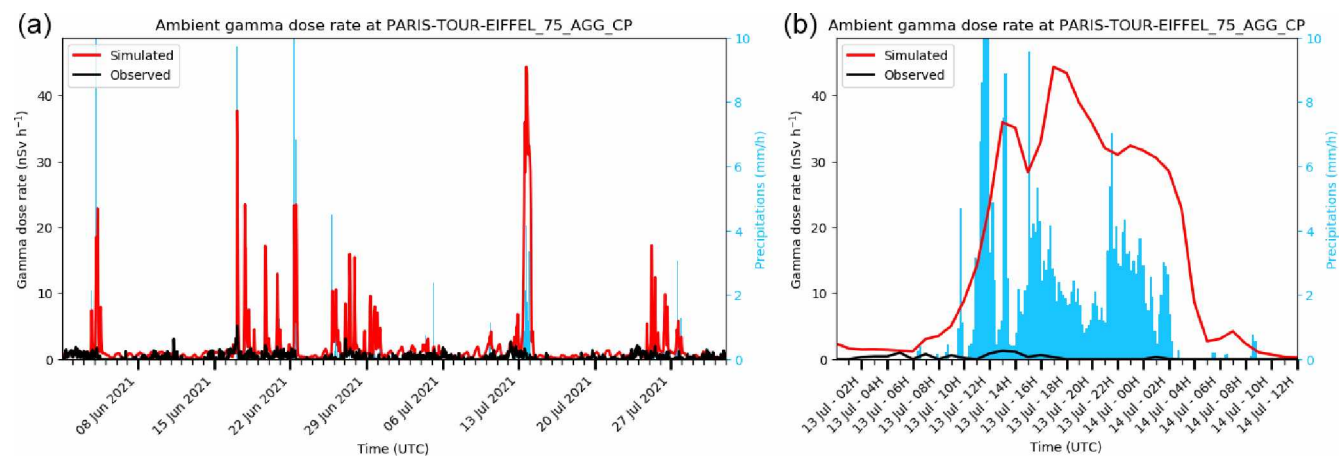 (a)
Ambient gamma dose rate at PARIS-TOUR-EIFFEL_75_AGG_CP
Simulated
Observed
Gamma dose rate (nSv h⁻¹)
0
10
20
30
40
0
2
4
6
8
10
Precipitations (mm/h)
08 Jun 2021
15 Jun 2021
22 Jun 2021
29 Jun 2021
06 Jul 2021
13 Jul 2021
20 Jul 2021
27 Jul 2021
Time (UTC)
(b)
Ambient gamma dose rate at PARIS-TOUR-EIFFEL_75_AGG_CP
Simulated
Observed
Gamma dose rate (nSv h⁻¹)
0
10
20
30
40
0
2
4
6
8
10
Precipitations (mm/h)
13 Jul - 02H
13 Jul - 04H
13 Jul - 06H
13 Jul - 08H
13 Jul - 10H
13 Jul - 12H
13 Jul - 14H
13 Jul - 16H
13 Jul - 18H
13 Jul - 20H
13 Jul - 22H
14 Jul - 00H
14 Jul - 02H
14 Jul - 04H
14 Jul - 06H
14 Jul - 08H
14 Jul - 10H
14 Jul - 12H
Time (UTC)